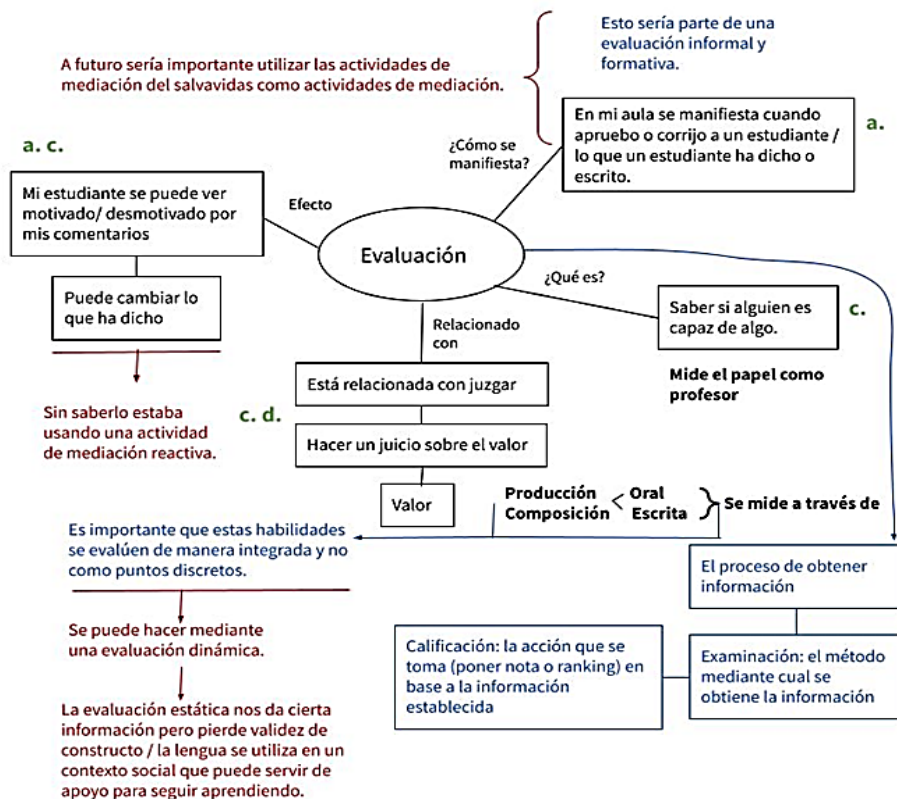 Esto sería parte de una
evaluación informal y
formativa.
A futuro sería importante utilizar las actividades de
mediación del salvavidas como actividades de mediación.
En mi aula se manifiesta cuando
apruebo o corrijo a un estudiante /
lo que un estudiante ha dicho o
escrito.
a.
¿Cómo se
manifiesta?
a. c.
Mi estudiante se puede ver
motivado/ desmotivado por
mis comentarios
Efecto
Puede cambiar lo
que ha dicho
Sin saberlo estaba
usando una actividad
de mediación reactiva.
Evaluación
¿Qué es?
Saber si alguien es
capaz de algo.
c.
Mide el papel como
profesor
Relacionado
con
Está relacionada con juzgar
c. d.
Hacer un juicio sobre el valor
Valor
Producción < Oral
Composición Escrita } Se mide a través de
Es importante que estas habilidades
se evalúen de manera integrada y no
como puntos discretos.
Se puede hacer mediante
una evaluación dinámica.
La evaluación estática nos da cierta
información pero pierde validez de
constructo / la lengua se utiliza en un
contexto social que puede servir de
apoyo para seguir aprendiendo.
El proceso de obtener
información
Examinación: el método
mediante cual se
obtiene la información
Calificación: la acción que se
toma (poner nota o ranking) en
base a la información
establecida